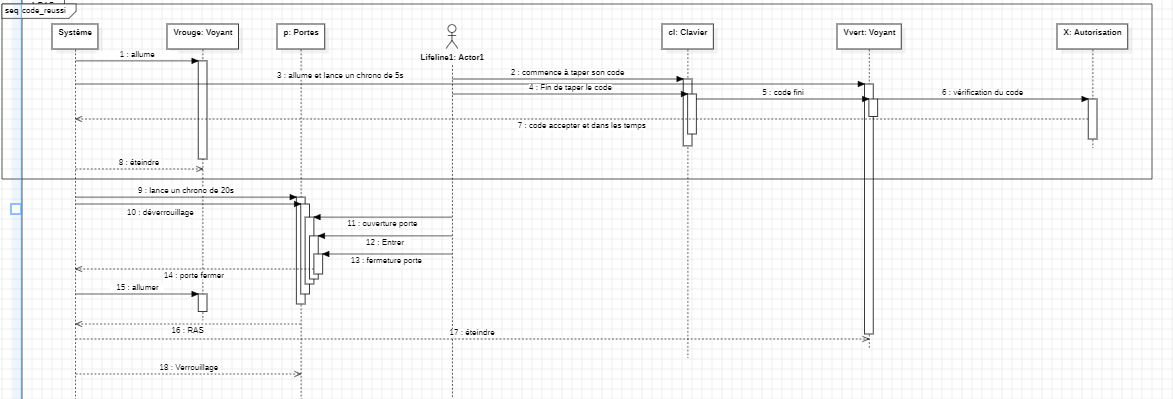 seq code_reussi
Système
Vrouge: Voyant
p: Portes
Lifeline1: Actor1
cl: Clavier
Vvert: Voyant
X: Autorisation
1 : allume
2 : commence à taper son code
3 : allume et lance un chrono de 5s
4 : Fin de taper le code
5 : code fini
6 : vérification du code
7 : code accepter et dans les temps
8 : éteindre
9 : lance un chrono de 20s
10 : déverrouillage
11 : ouverture porte
12 : Entrer
13 : fermeture porte
14 : porte fermer
15 : allumer
16 : RAS
17 : éteindre
18 : Verrouillage